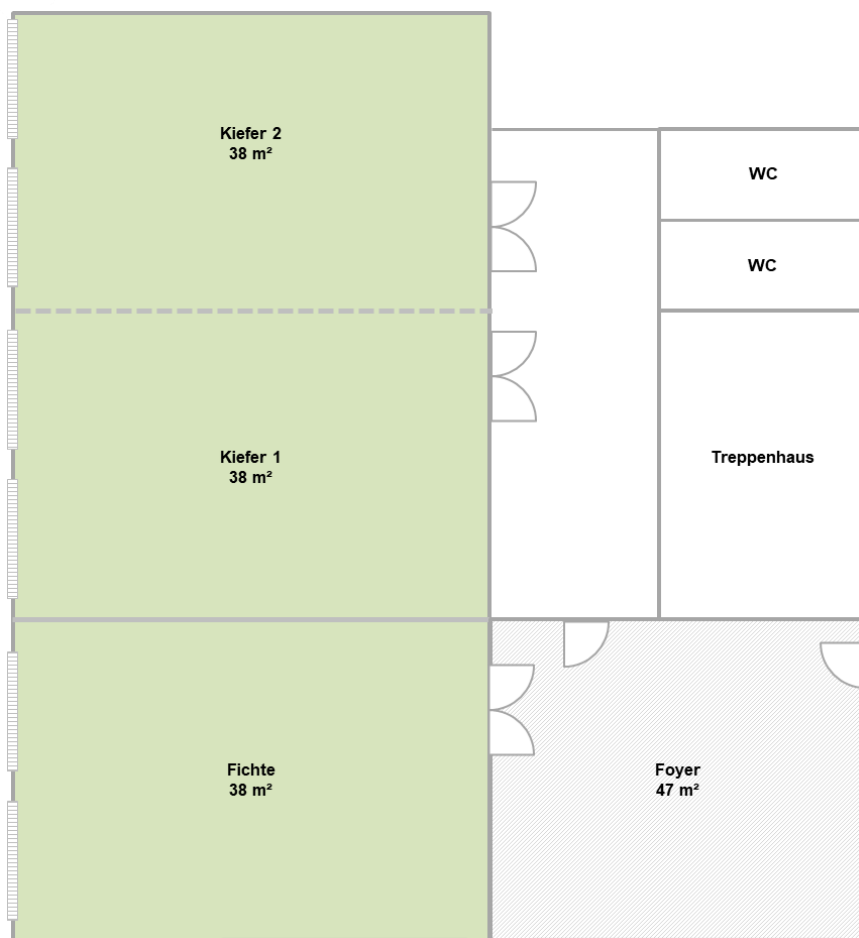 Kiefer 2
38 m²
WC
WC
Kiefer 1
38 m²
Treppenhaus
Fichte
38 m²
Foyer
47 m²